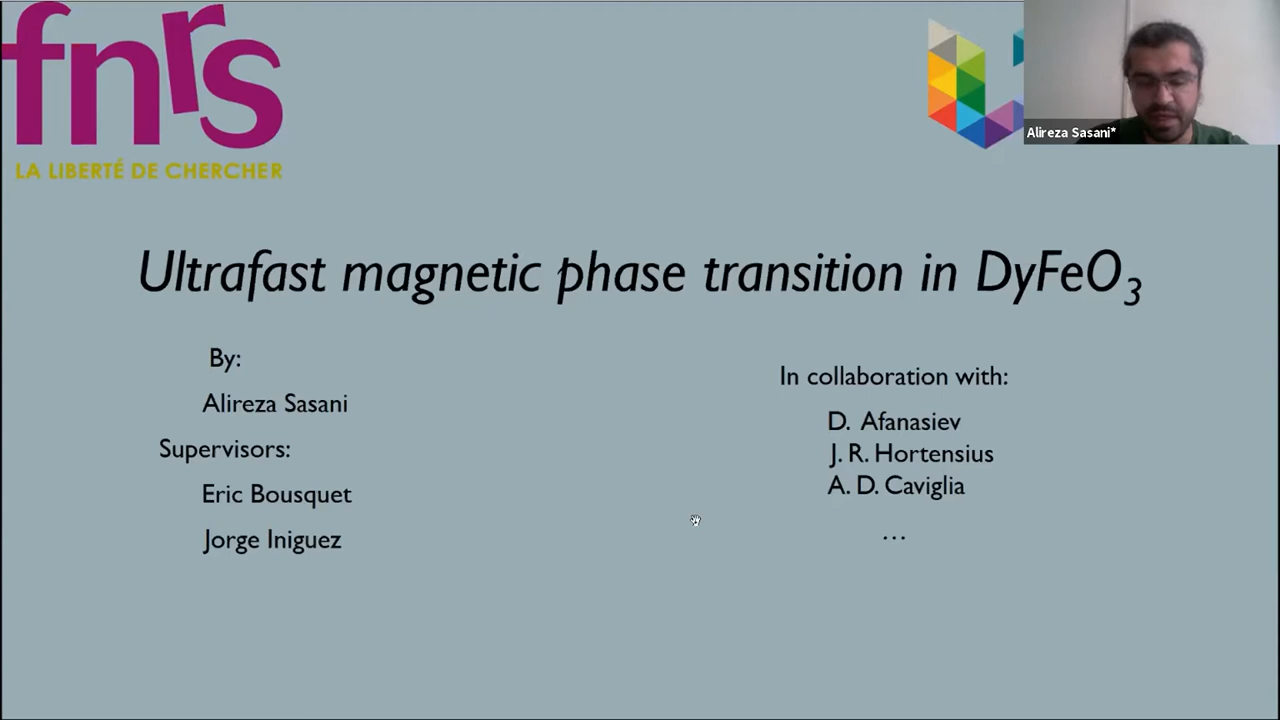 fnrs
LA LIBERTÉ DE CHERCHER
Alireza Sasani*
Ultrafast magnetic phase transition in DyFeO₃
By:
Alireza Sasani
Supervisors:
Eric Bousquet
Jorge Iniguez
In collaboration with:
D. Afanasiev
J. R. Hortensius
A. D. Caviglia
…